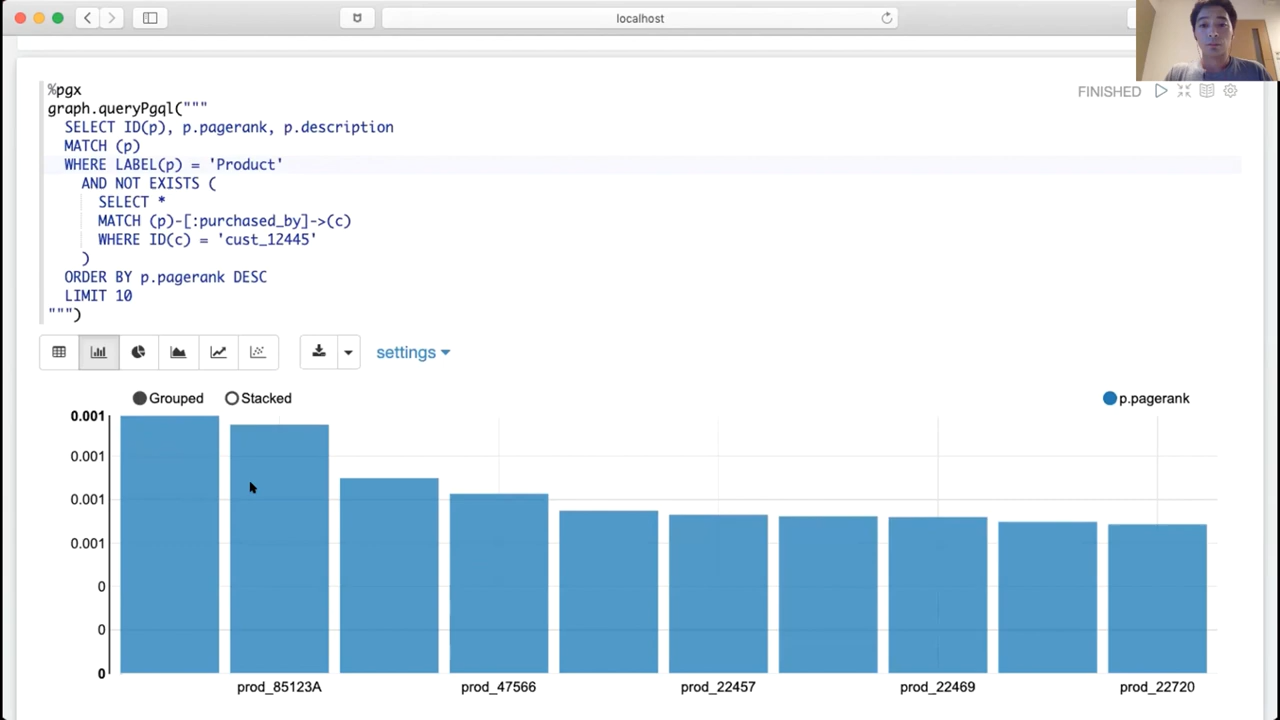 localhost
%pgx
FINISHED
graph.queryPgql("""
SELECT ID(p), p.pagerank, p.description
MATCH (p)
WHERE LABEL(p) = 'Product'
AND NOT EXISTS (
SELECT *
MATCH (p)-[:purchased_by]->(c)
WHERE ID(c) = 'cust_12445'
)
ORDER BY p.pagerank DESC
LIMIT 10
""")
settings
Grouped Stacked p.pagerank
0.001
0.001
0.001
0.001
0
0
0
prod_85123A prod_47566 prod_22457 prod_22469 prod_22720